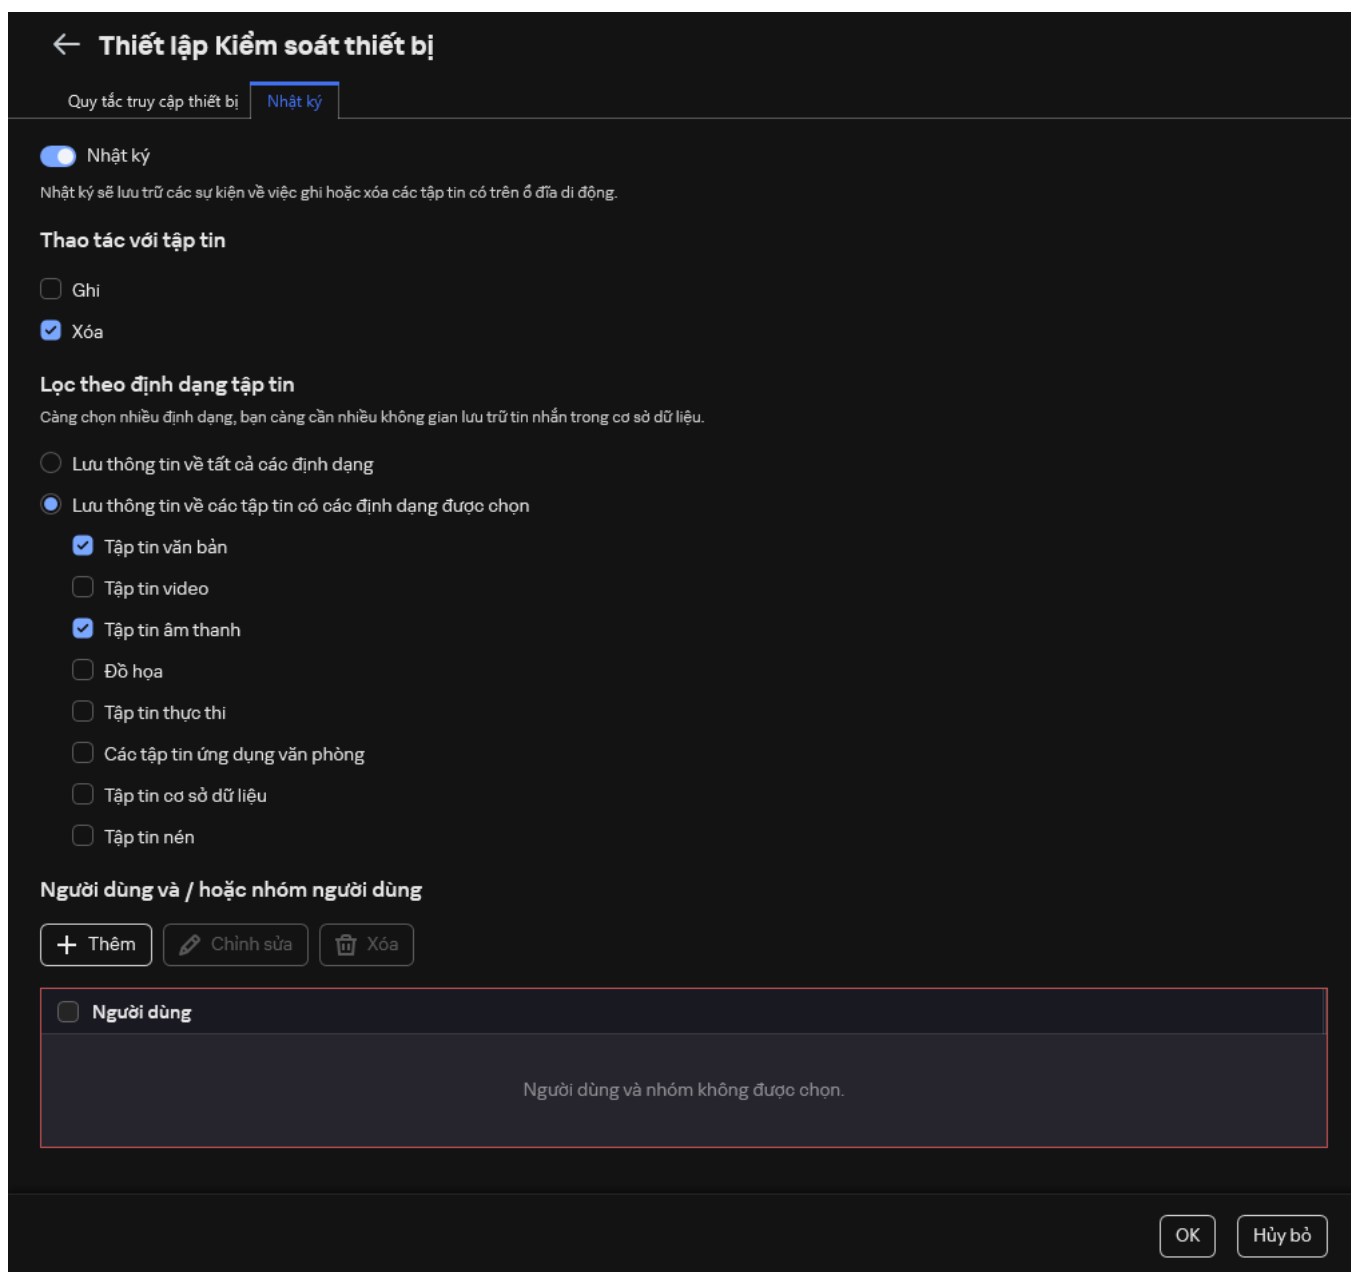 Thiết lập Kiểm soát thiết bị
Quy tắc truy cập thiết bị
Nhật ký
Nhật ký
Nhật ký sẽ lưu trữ các sự kiện về việc ghi hoặc xóa các tập tin có trên ổ đĩa di động.
Thao tác với tập tin
Ghi
Xóa
Lọc theo định dạng tập tin
Càng chọn nhiều định dạng, bạn càng cần nhiều không gian lưu trữ tin nhắn trong cơ sở dữ liệu.
Lưu thông tin về tất cả các định dạng
Lưu thông tin về các tập tin có các định dạng được chọn
Tập tin văn bản
Tập tin video
Tập tin âm thanh
Đồ họa
Tập tin thực thi
Các tập tin ứng dụng văn phòng
Tập tin cơ sở dữ liệu
Tập tin nén
Người dùng và / hoặc nhóm người dùng
Thêm
Chỉnh sửa
Xóa
Người dùng
Người dùng và nhóm không được chọn.
OK
Hủy bỏ